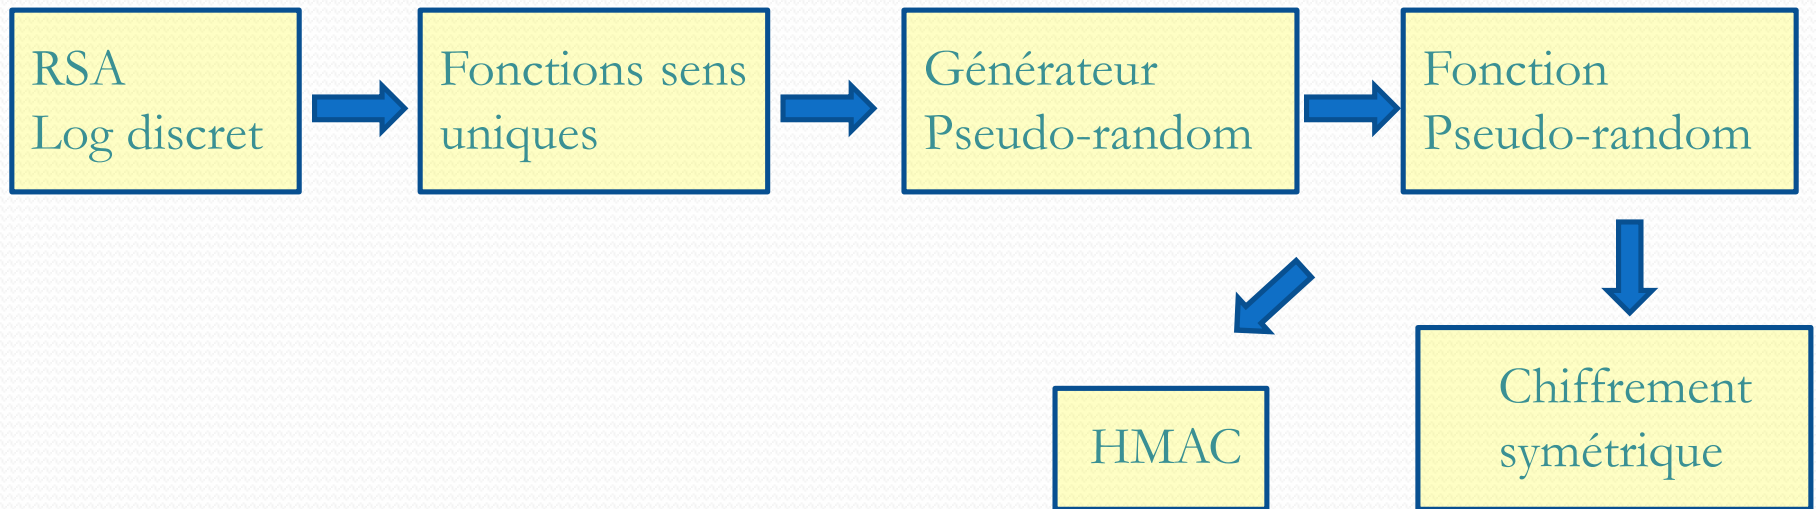 RSA
Log discret
Fonctions sens
uniques
Générateur
Pseudo-random
Fonction
Pseudo-random
HMAC
Chiffrement
symétrique